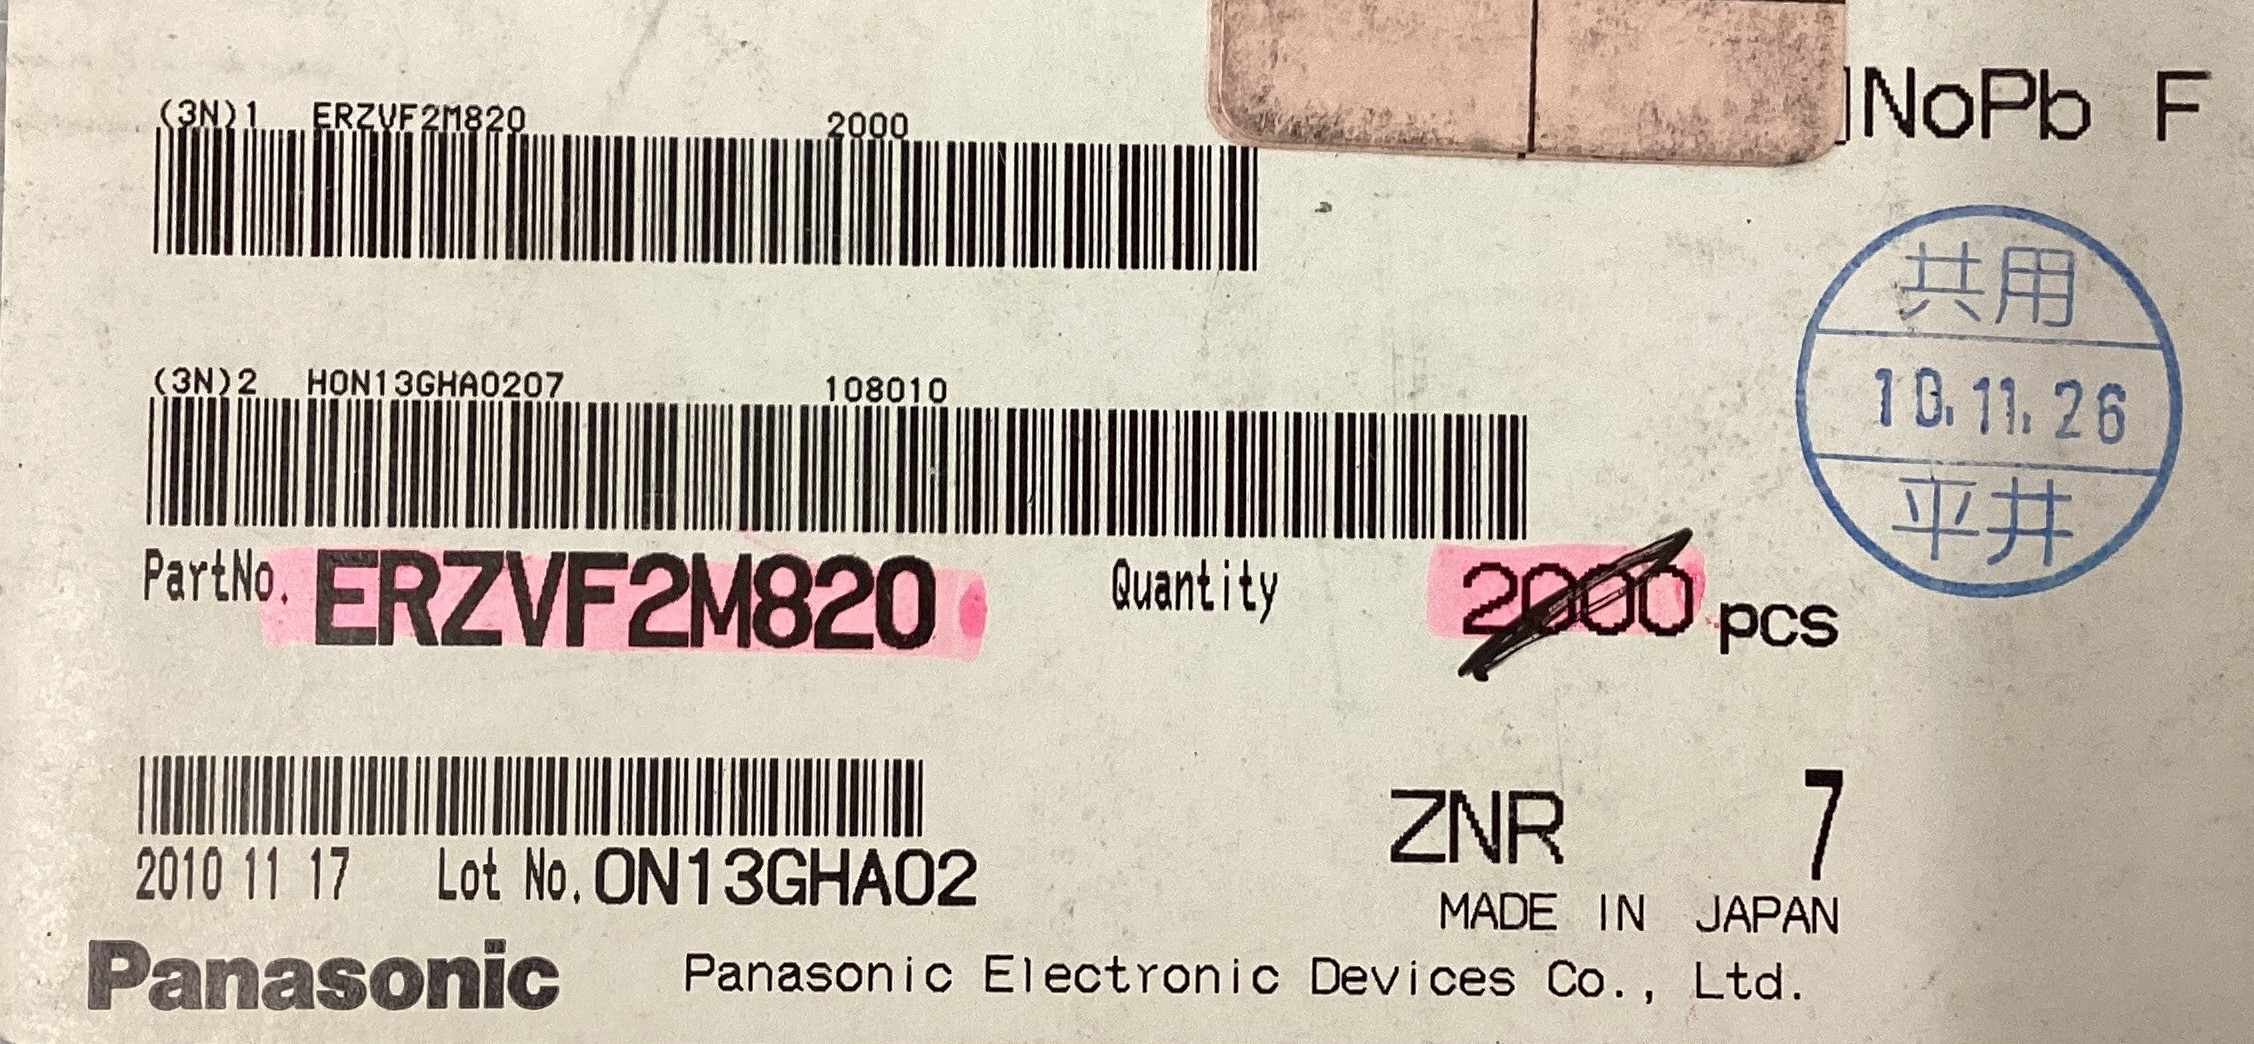 NoPb F
(3N)1 ERZVF2M820 2000
共用
10.11.26
平井
(3N)2 HON13GHA0207 108010
PartNo. ERZVF2M820 Quantity 2000 pcs
ZNR 7
2010 11 17 Lot No. ON13GHA02
MADE IN JAPAN
Panasonic Panasonic Electronic Devices Co., Ltd.